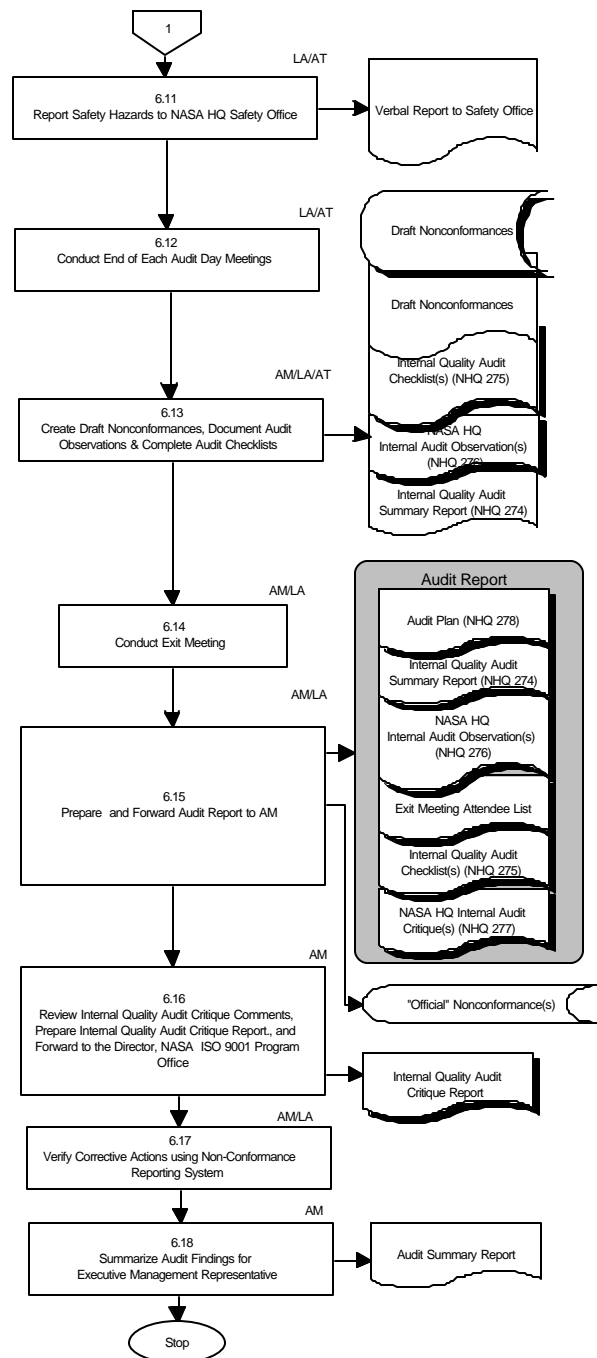 1
LA/AT
6.11
Report Safety Hazards to NASA HQ Safety Office
Verbal Report to Safety Office
LA/AT
6.12
Conduct End of Each Audit Day Meetings
Draft Nonconformances
Draft Nonconformances
Internal Quality Audit
Checklist(s) (NHQ 275)
AM/LA/AT
6.13
Create Draft Nonconformances, Document Audit
Observations & Complete Audit Checklists
NASA HQ
Internal Audit Observation(s)
(NHQ 276)
Internal Quality Audit
Summary Report (NHQ 274)
AM/LA
6.14
Conduct Exit Meeting
Audit Report
Audit Plan (NHQ 278)
Internal Quality Audit
Summary Report (NHQ 274)
NASA HQ
Internal Audit Observation(s)
(NHQ 276)
Exit Meeting Attendee List
Internal Quality Audit
Checklist(s) (NHQ 275)
NASA HQ Internal Audit
Critique(s) (NHQ 277)
AM/LA
6.15
Prepare and Forward Audit Report to AM
"Official" Nonconformance(s)
AM
6.16
Review Internal Quality Audit Critique Comments,
Prepare Internal Quality Audit Critique Report., and
Forward to the Director, NASA ISO 9001 Program
Office
Internal Quality Audit
Critique Report
AM/LA
6.17
Verify Corrective Actions using Non-Conformance
Reporting System
AM
6.18
Summarize Audit Findings for
Executive Management Representative
Audit Summary Report
Stop